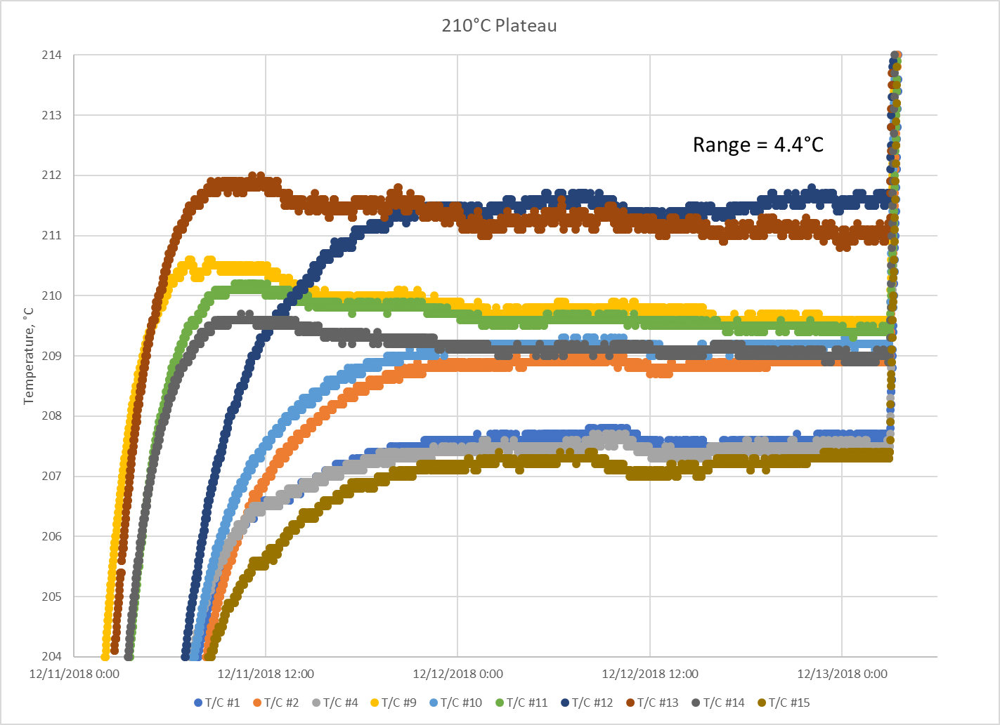 210°C Plateau
214
213
212
211
210
209
208
207
206
205
204
Temperature, °C
Range = 4.4°C
12/11/2018 0:00
12/11/2018 12:00
12/12/2018 0:00
12/12/2018 12:00
12/13/2018 0:00
T/C #1
T/C #2
T/C #4
T/C #9
T/C #10
T/C #11
T/C #12
T/C #13
T/C #14
T/C #15